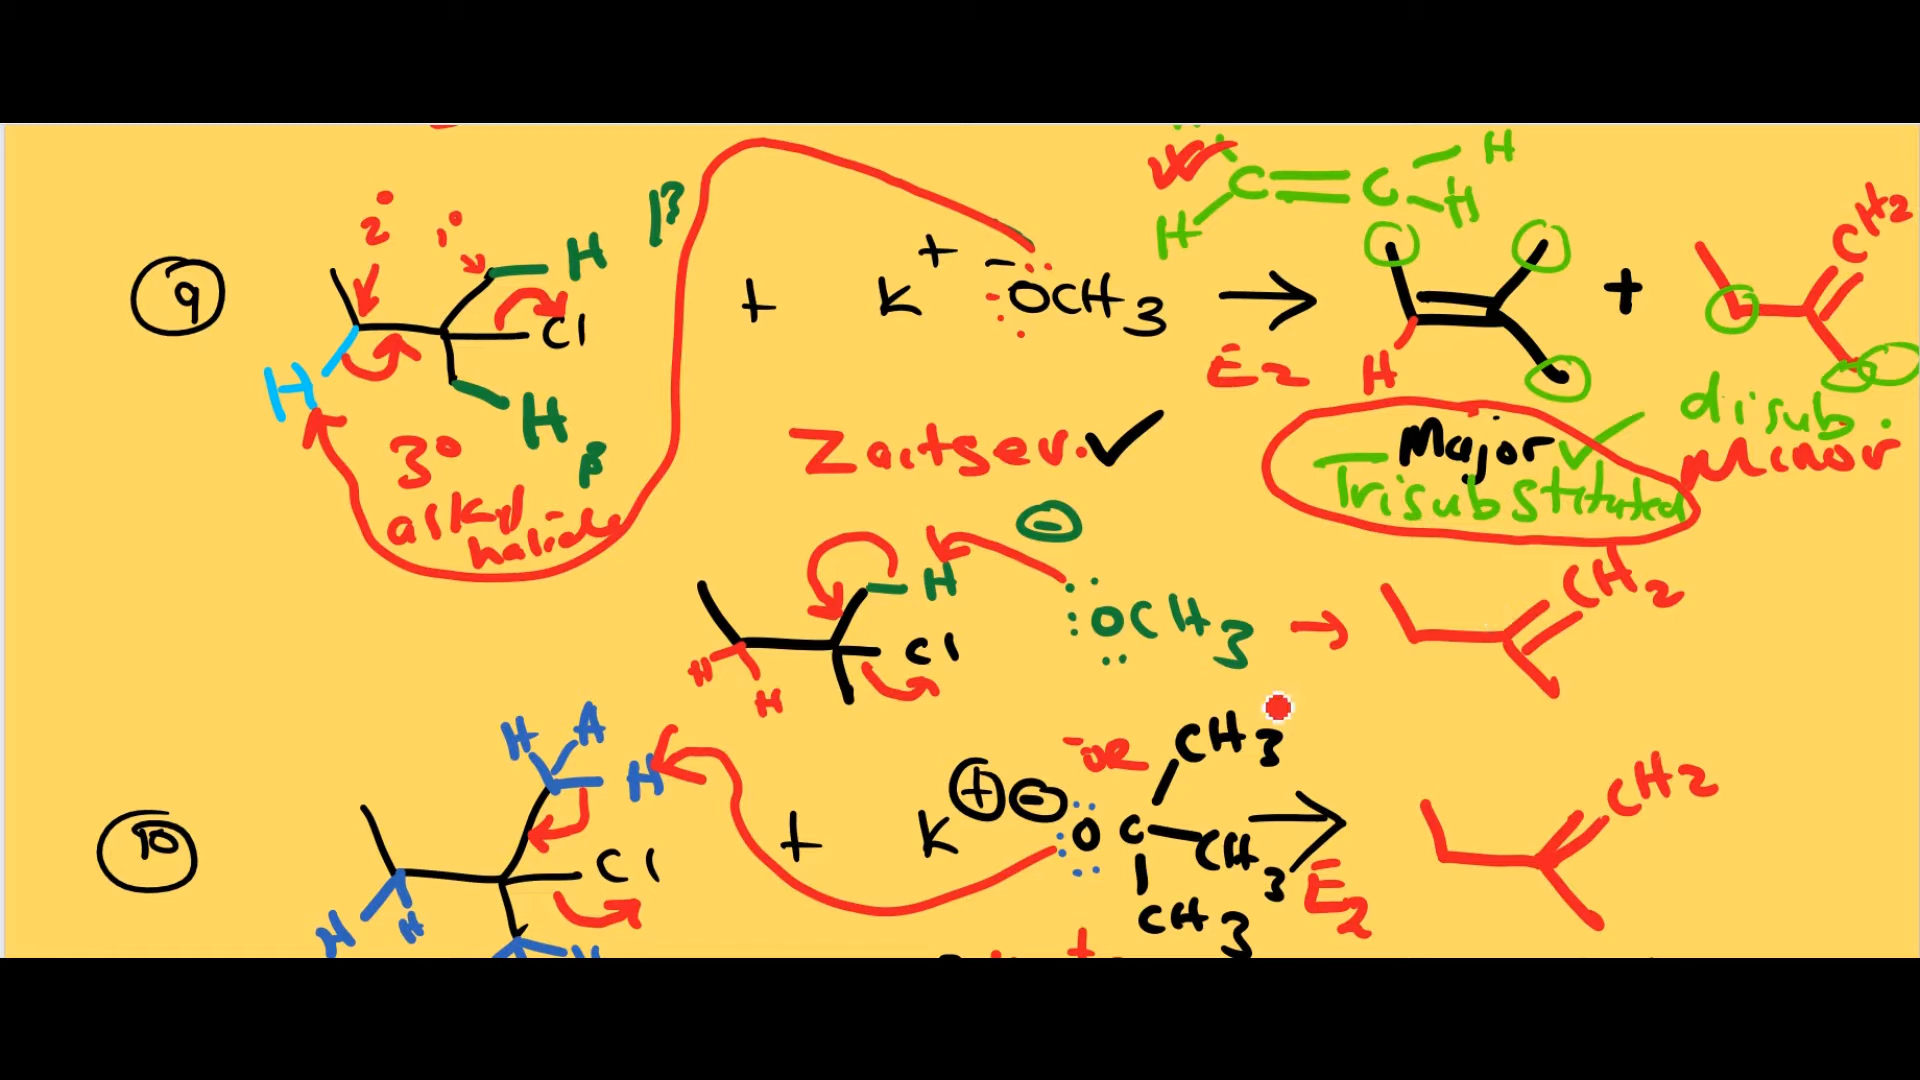 H
C=C
H H
2° 1° β
CH2
9 H Cl + K+ -:OCH3 → + 
H H E2 H
3° β Zaitsev. ✓ Major ✓ disub.
alkyl halide Trisubstituted Minor
⊖ CH2
H :OCH3 →
Cl
H H
H H -OR CH3
10 H + K⊕ ⊖:O C CH3 → CH2
Cl E2
H H CH3